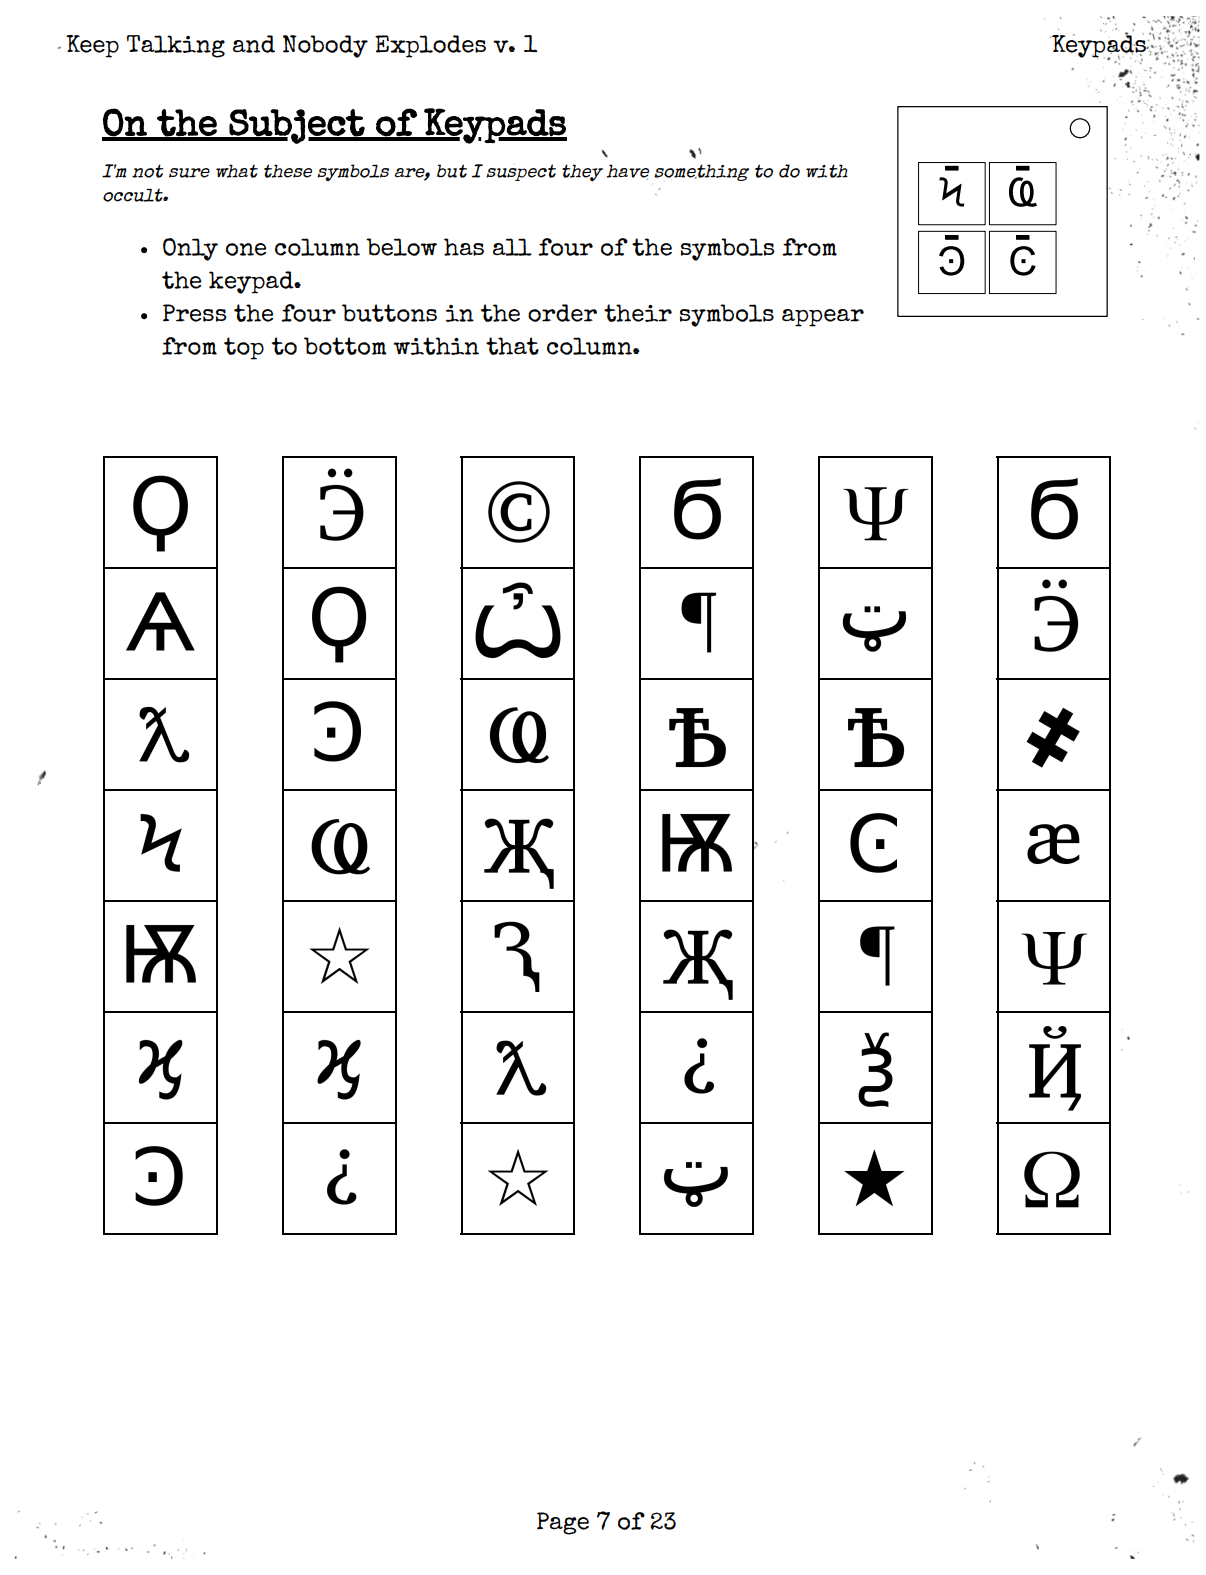 Keep Talking and Nobody Explodes v. 1
Keypads
On the Subject of Keypads
I'm not sure what these symbols are, but I suspect they have something to do with
occult.
• Only one column below has all four of the symbols from
the keypad.
• Press the four buttons in the order their symbols appear
from top to bottom within that column.
Ϟ Ҩ
Ͽ Ͼ
Ϙ Ӭ © Ϭ Ψ Ϭ
Ѧ Ϙ Ѽ ¶ ټ Ӭ
ƛ Ͽ Ҩ Ѣ Ѣ ҂
Ϟ Ҩ Җ Ѭ Ͼ æ
Ѭ ☆ Ԇ Җ ¶ Ψ
ϗ ϗ ƛ ¿ Ѯ Ҋ
Ͽ ¿ ☆ ټ ★ Ω
Page 7 of 23